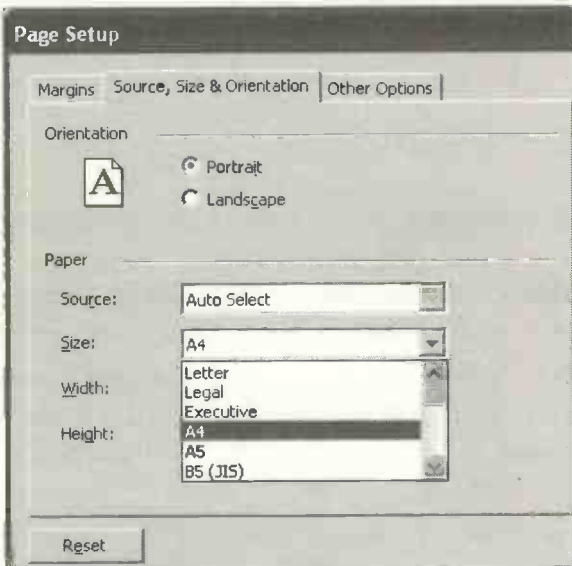 Page Setup
Margins Source, Size & Orientation Other Options
Orientation
A
Portrait
Landscape
Paper
Source: Auto Select
Size: A4
Letter
Width: Legal
Executive
Height: A4
A5
B5 (JIS)
Reset